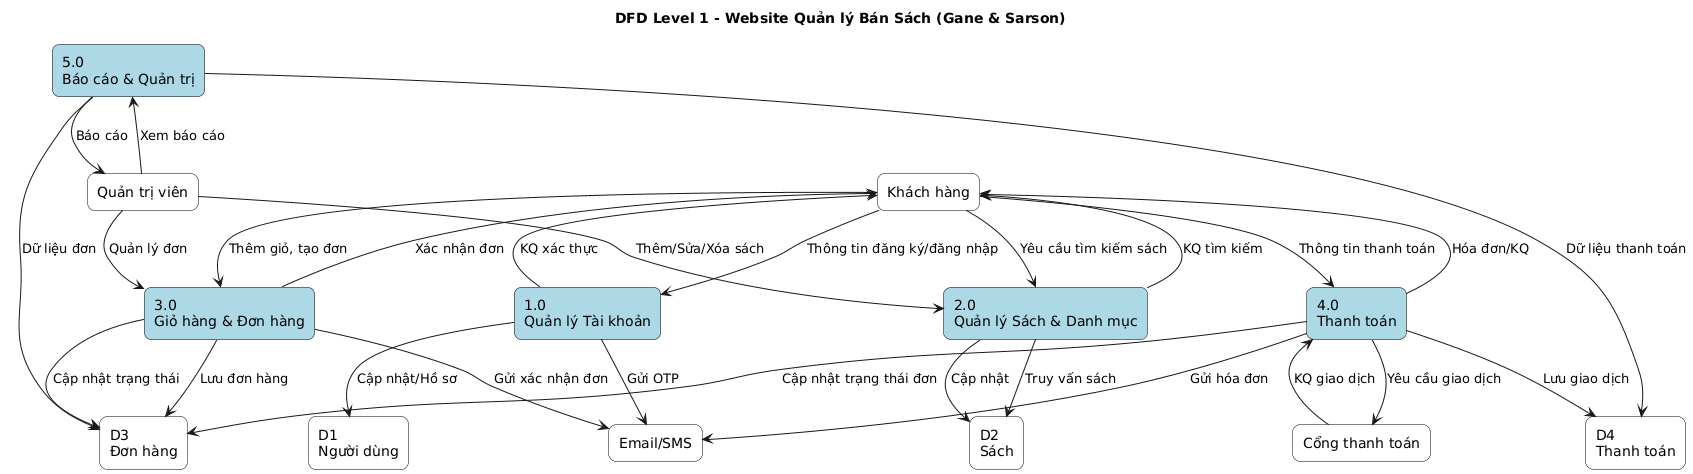 DFD Level 1 - Website Quản lý Bán Sách (Gane & Sarson)
5.0
Báo cáo & Quản trị
Báo cáo
Xem báo cáo
Quản trị viên
Khách hàng
Dữ liệu đơn
Quản lý đơn
Thêm giỏ, tạo đơn
Xác nhận đơn
KQ xác thực
Thêm/Sửa/Xóa sách
Thông tin đăng ký/đăng nhập
Yêu cầu tìm kiếm sách
KQ tìm kiếm
Thông tin thanh toán
Hóa đơn/KQ
Dữ liệu thanh toán
3.0
Giỏ hàng & Đơn hàng
1.0
Quản lý Tài khoản
2.0
Quản lý Sách & Danh mục
4.0
Thanh toán
Cập nhật trạng thái
Lưu đơn hàng
Cập nhật/Hồ sơ
Gửi xác nhận đơn
Gửi OTP
Cập nhật trạng thái đơn
Cập nhật
Truy vấn sách
Gửi hóa đơn
KQ giao dịch
Yêu cầu giao dịch
Lưu giao dịch
D3
Đơn hàng
D1
Người dùng
Email/SMS
D2
Sách
Cổng thanh toán
D4
Thanh toán